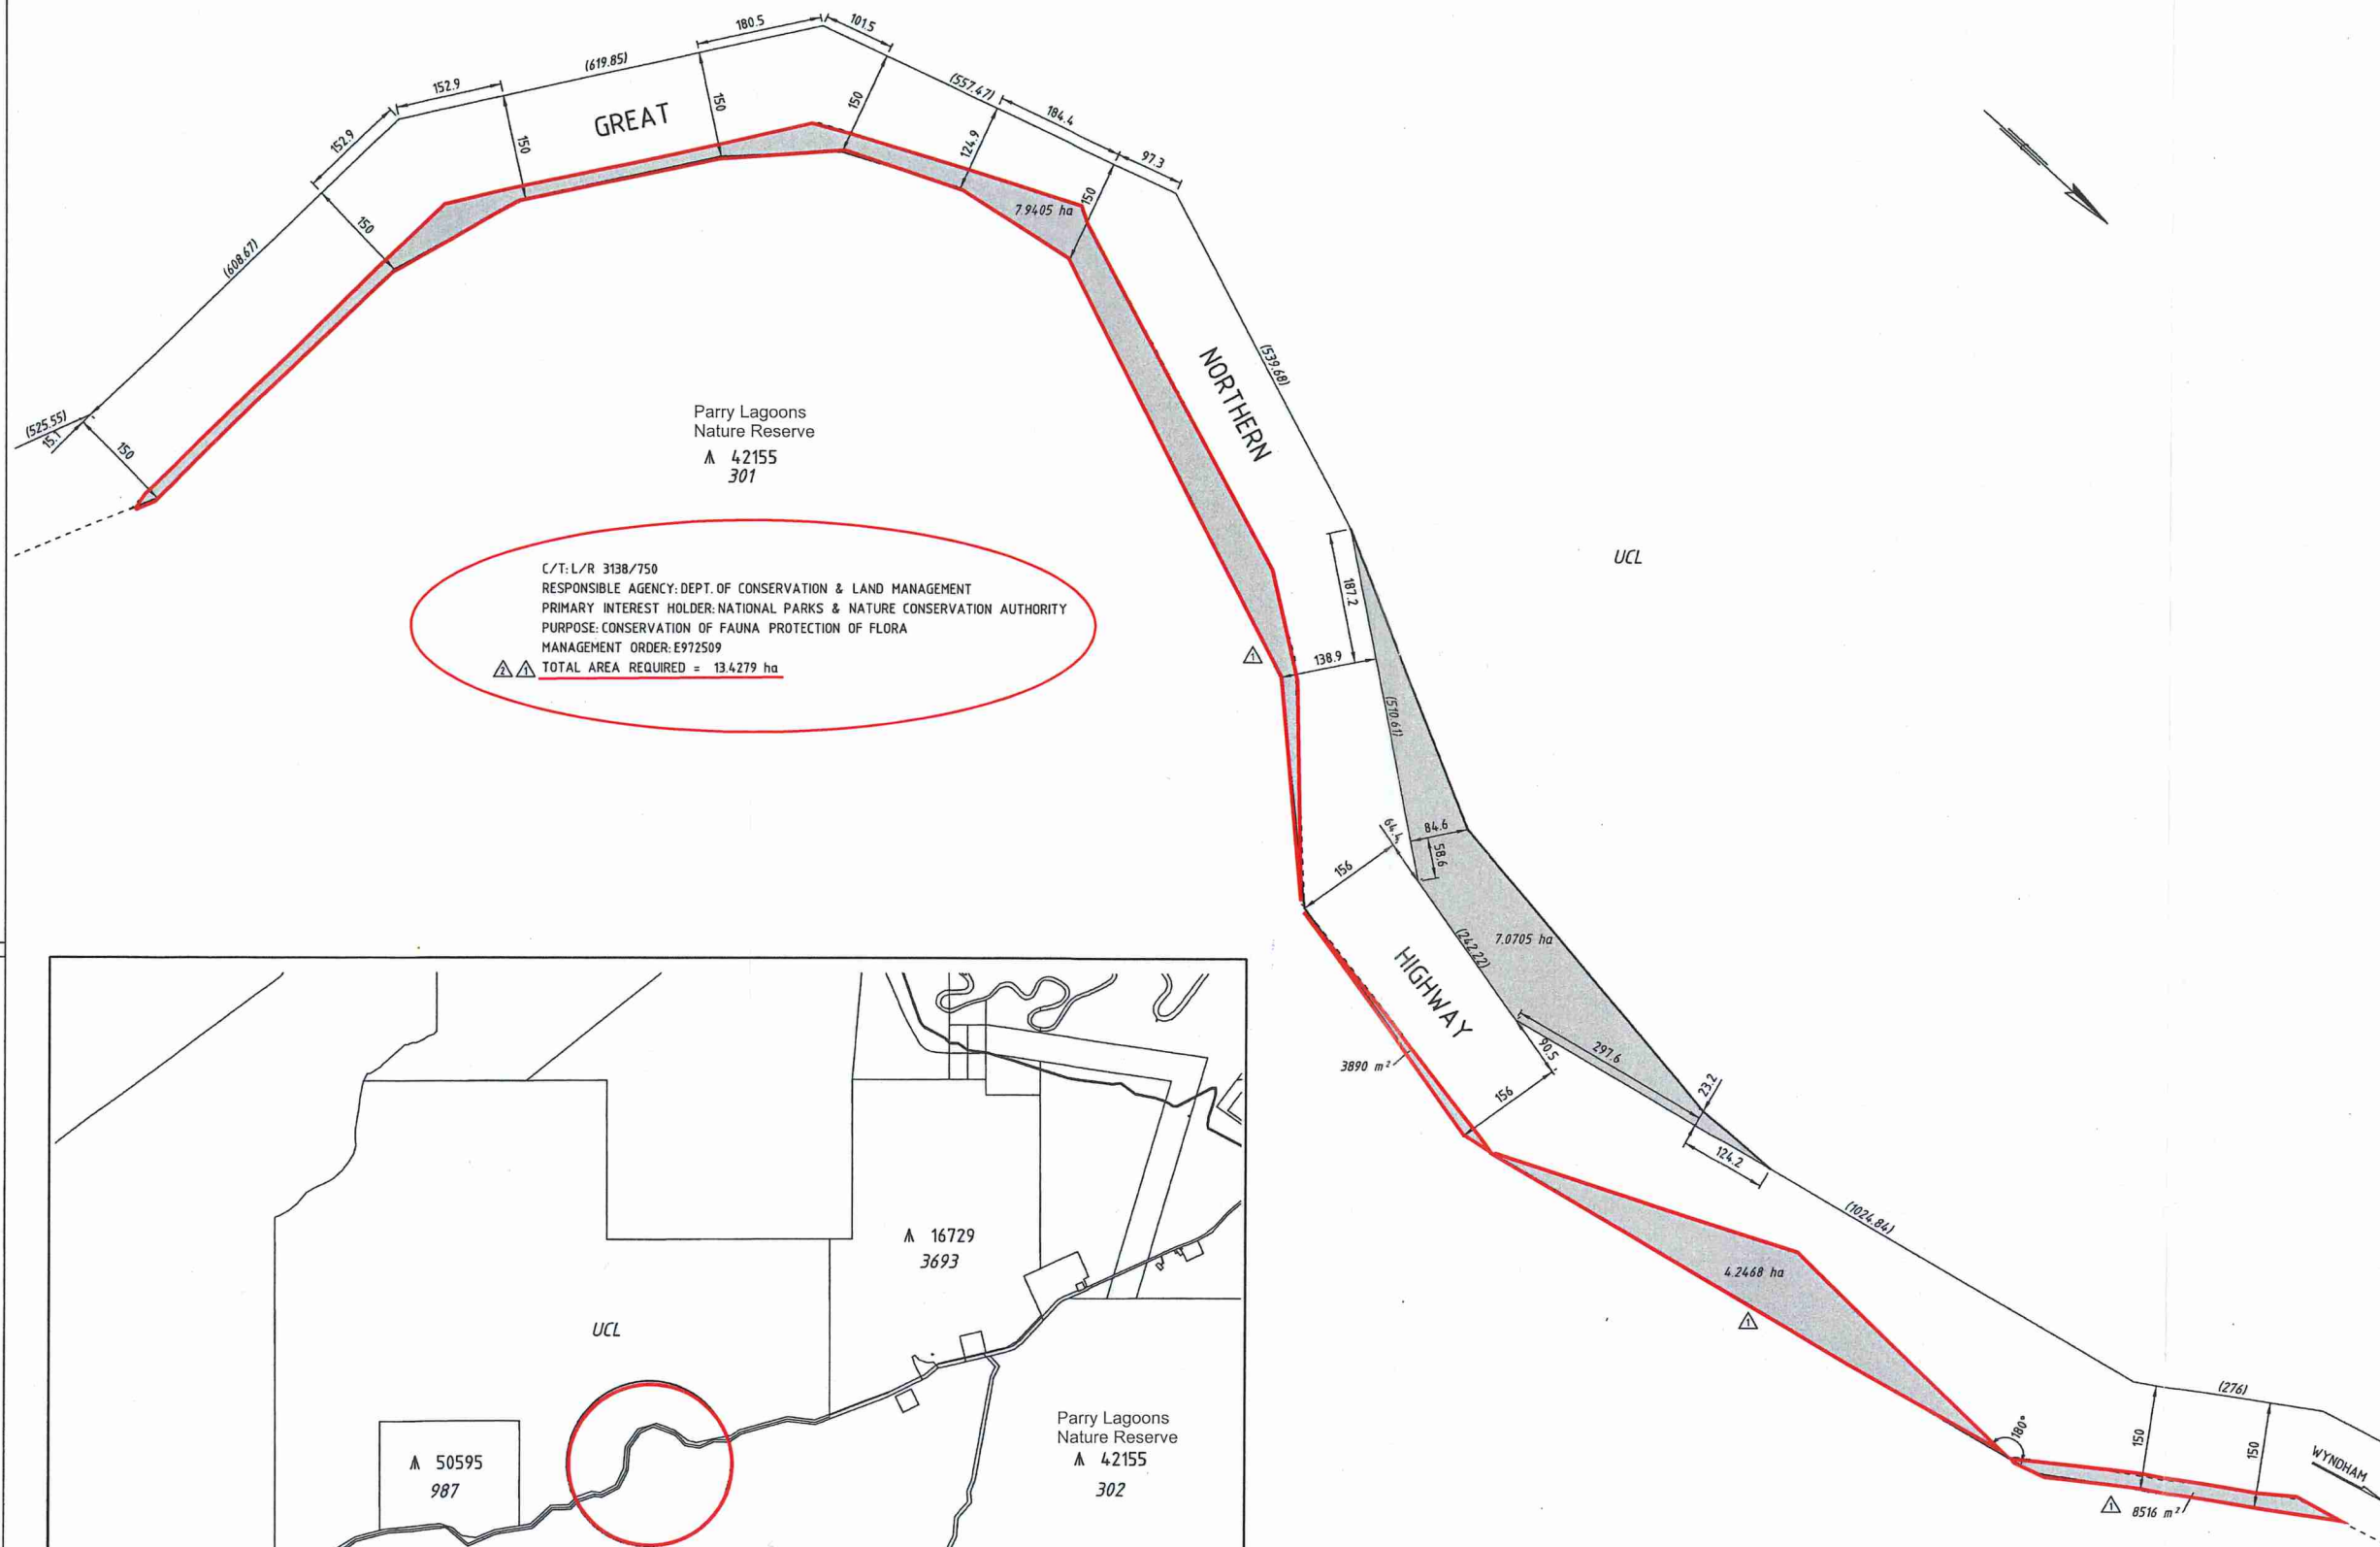 180.5
101.5
(619.85)
152.9
(557.47)
184.4
GREAT
150
150
150
124.9
97.3
152.9
150
7.9405 ha
150
(608.67)
(539.68)
NORTHERN
(525.55)
15.1
150
Parry Lagoons
Nature Reserve
42155
301
UCL
C/T: L/R 3138/750
RESPONSIBLE AGENCY: DEPT. OF CONSERVATION & LAND MANAGEMENT
PRIMARY INTEREST HOLDER: NATIONAL PARKS & NATURE CONSERVATION AUTHORITY
PURPOSE: CONSERVATION OF FAUNA PROTECTION OF FLORA
MANAGEMENT ORDER: E972509
2 1 TOTAL AREA REQUIRED = 13.4279 ha
187.2
1
138.9
(510.61)
64.4
84.6
58.6
156
(242.22)
7.0705 ha
HIGHWAY
90.5
297.6
3890 m²
23.2
156
124.2
(1024.84)
4.2468 ha
1
(276)
180°
150
150
WYNDHAM
1 8516 m²
16729
3693
UCL
50595
987
Parry Lagoons
Nature Reserve
42155
302